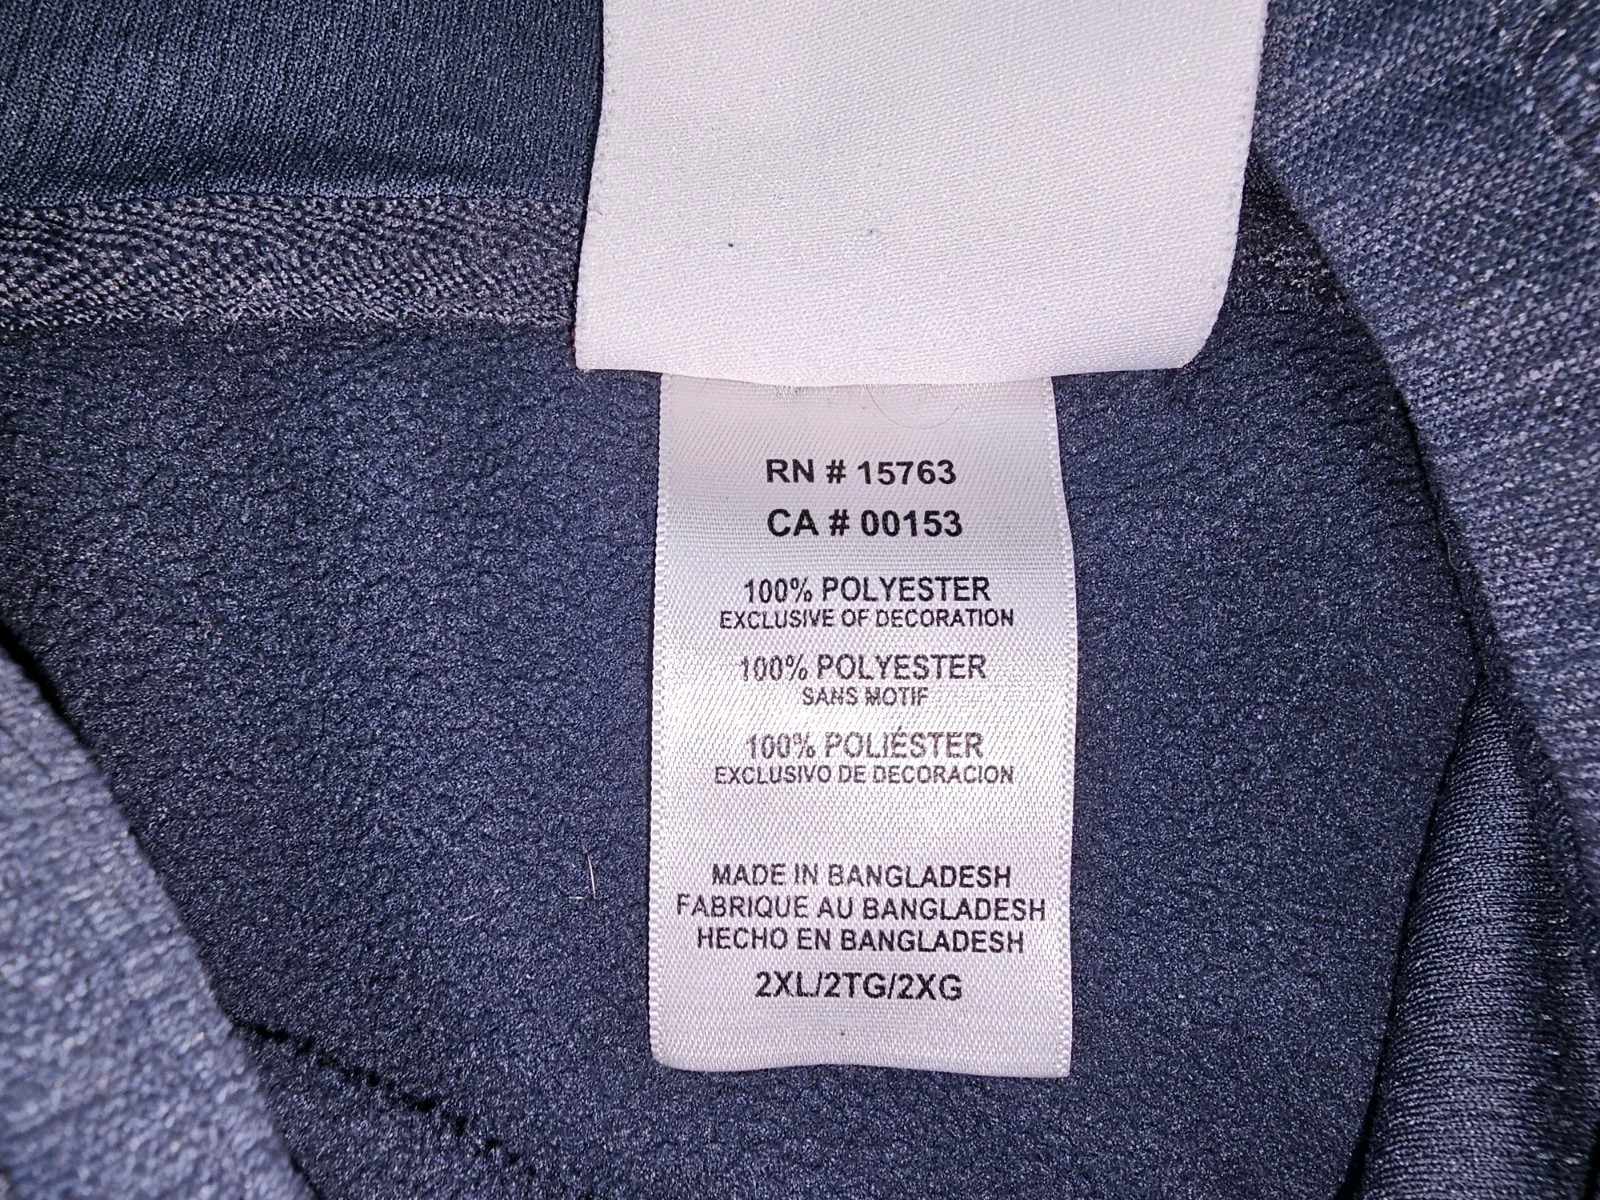 RN # 15763
CA # 00153
100% POLYESTER
EXCLUSIVE OF DECORATION
100% POLYESTER
SANS MOTIF
100% POLIÉSTER
EXCLUSIVO DE DECORACION
MADE IN BANGLADESH
FABRIQUE AU BANGLADESH
HECHO EN BANGLADESH
2XL/2TG/2XG